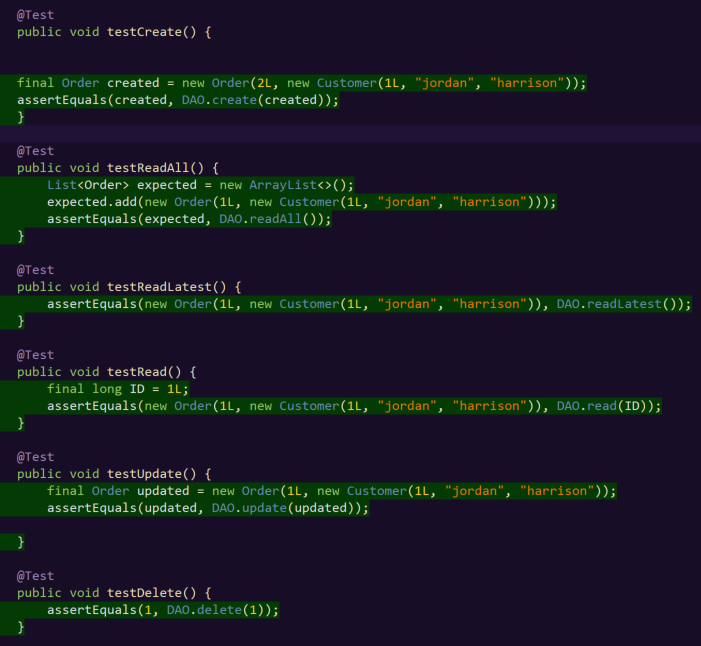 @Test
public void testCreate() {
final Order created = new Order(2L, new Customer(1L, "jordan", "harrison"));
assertEquals(created, DAO.create(created));
}
@Test
public void testReadAll() {
List<Order> expected = new ArrayList<>();
expected.add(new Order(1L, new Customer(1L, "jordan", "harrison")));
assertEquals(expected, DAO.readAll());
}
@Test
public void testReadLatest() {
assertEquals(new Order(1L, new Customer(1L, "jordan", "harrison")), DAO.readLatest());
}
@Test
public void testRead() {
final long ID = 1L;
assertEquals(new Order(1L, new Customer(1L, "jordan", "harrison")), DAO.read(ID));
}
@Test
public void testUpdate() {
final Order updated = new Order(1L, new Customer(1L, "jordan", "harrison"));
assertEquals(updated, DAO.update(updated));
}
@Test
public void testDelete() {
assertEquals(1, DAO.delete(1));
}